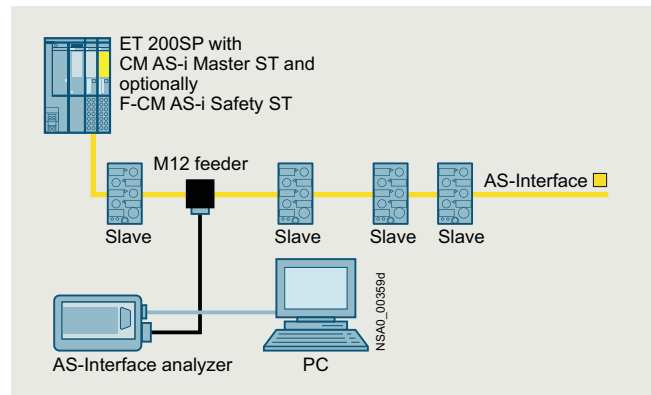 ET 200SP with
CM AS-i Master ST and
optionally
F-CM AS-i Safety ST
M12 feeder
AS-Interface
Slave
Slave
Slave
Slave
NSA0_00359d
AS-Interface analyzer
PC